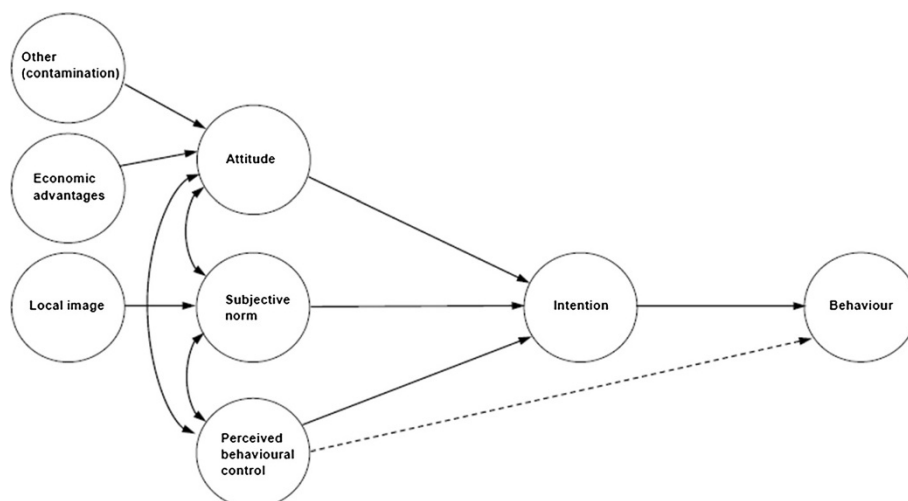 Other
(contamination)
Economic
advantages
Local image
Attitude
Subjective
norm
Perceived
behavioural
control
Intention
Behaviour